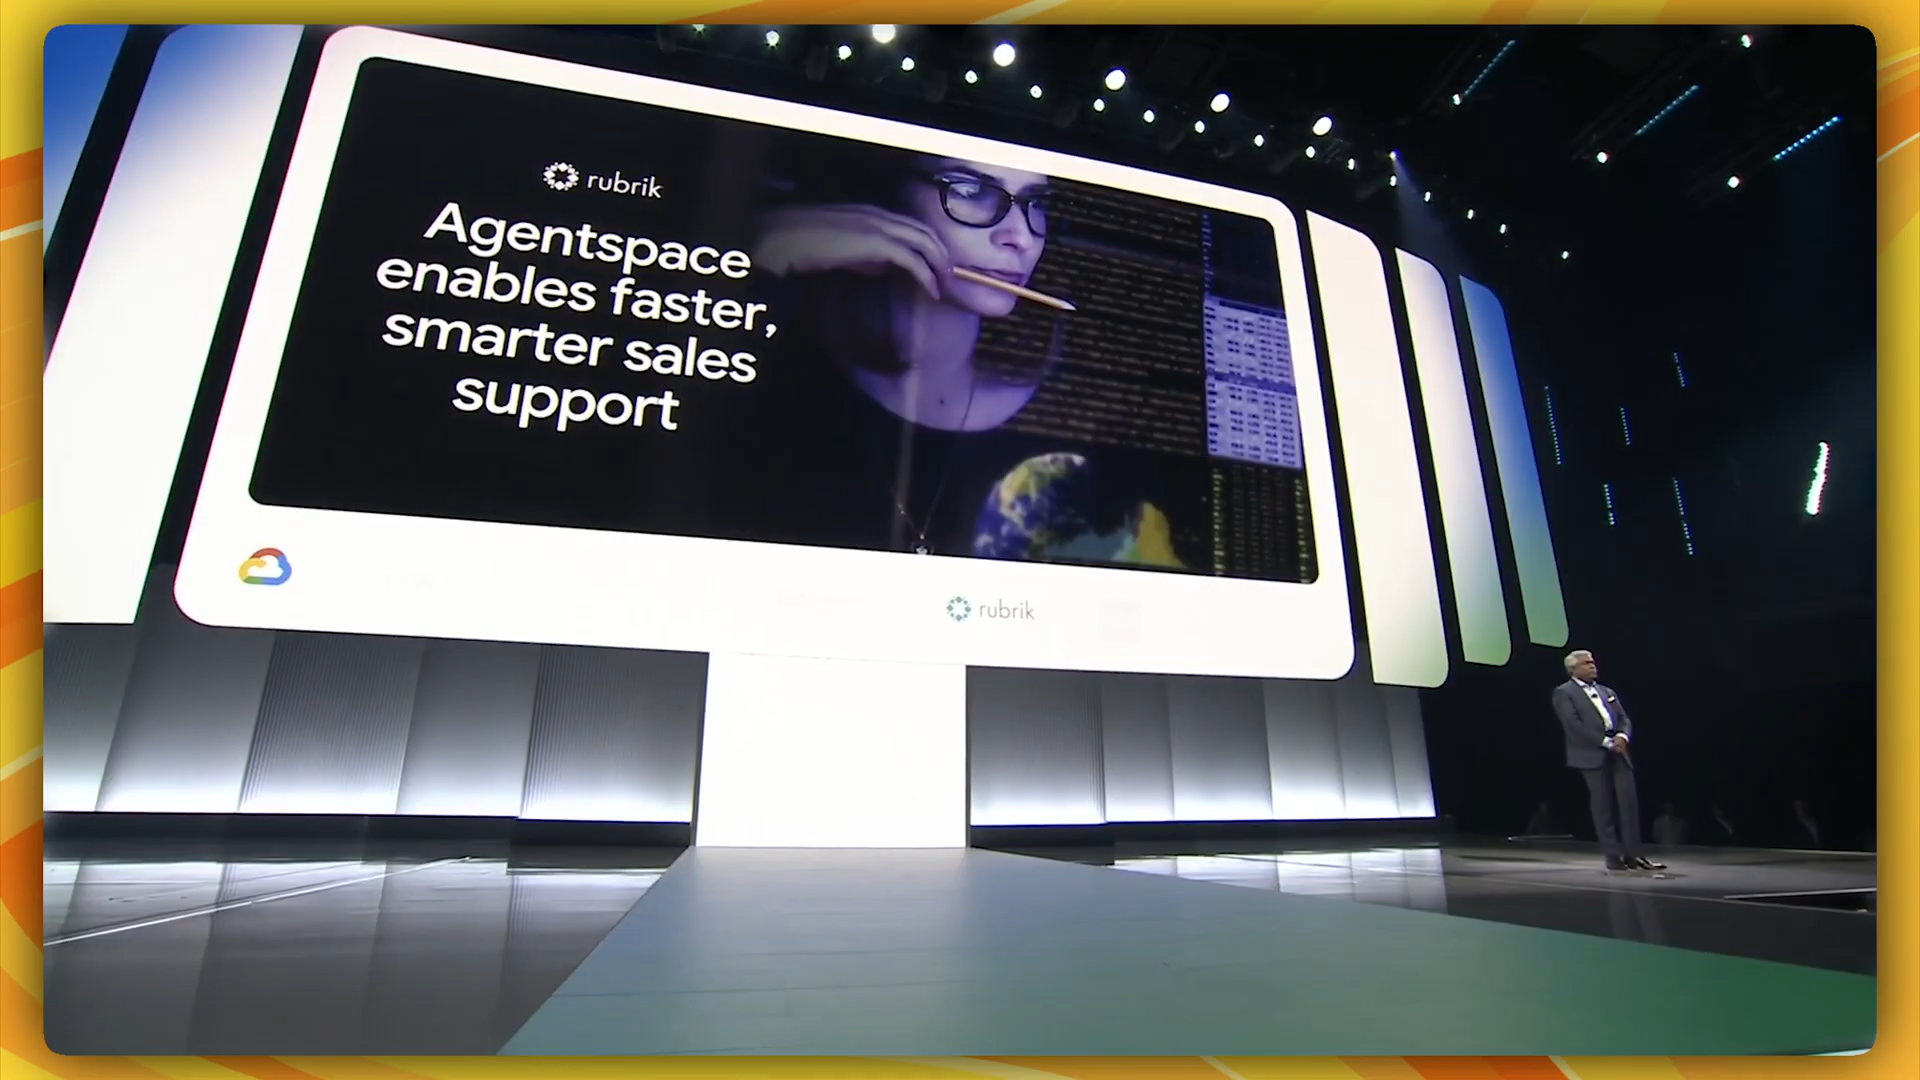 rubrik
Agentspace
enables faster,
smarter sales
support
rubrik